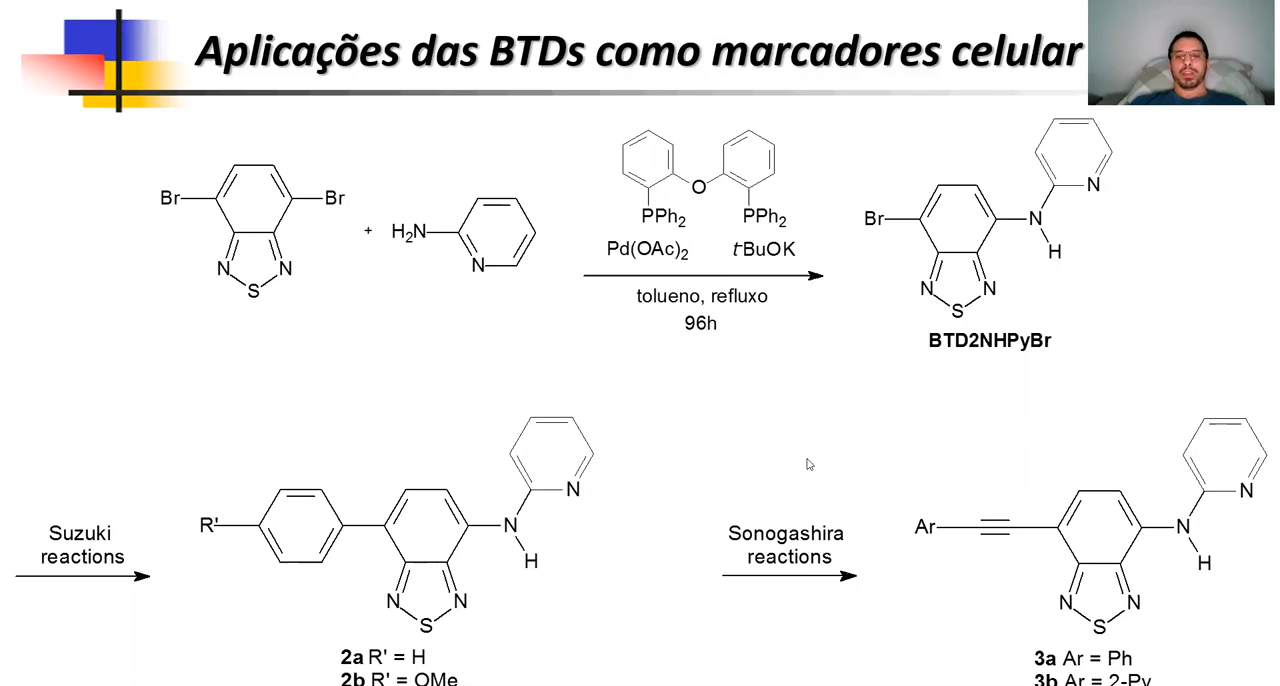 Aplicações das BTDs como marcadores celular
Br
Br
N
N
S
+
H₂N
N
O
PPh₂
PPh₂
Pd(OAc)₂
t-BuOK
tolueno, refluxo
96h
Br
N
H
N
N
N
S
BTD2NHPyBr
Suzuki
reactions
R'
N
H
N
N
N
S
2a R' = H
2b R' = OMe
Sonogashira
reactions
Ar
N
H
N
N
N
S
3a Ar = Ph
3b Ar = 2-Py